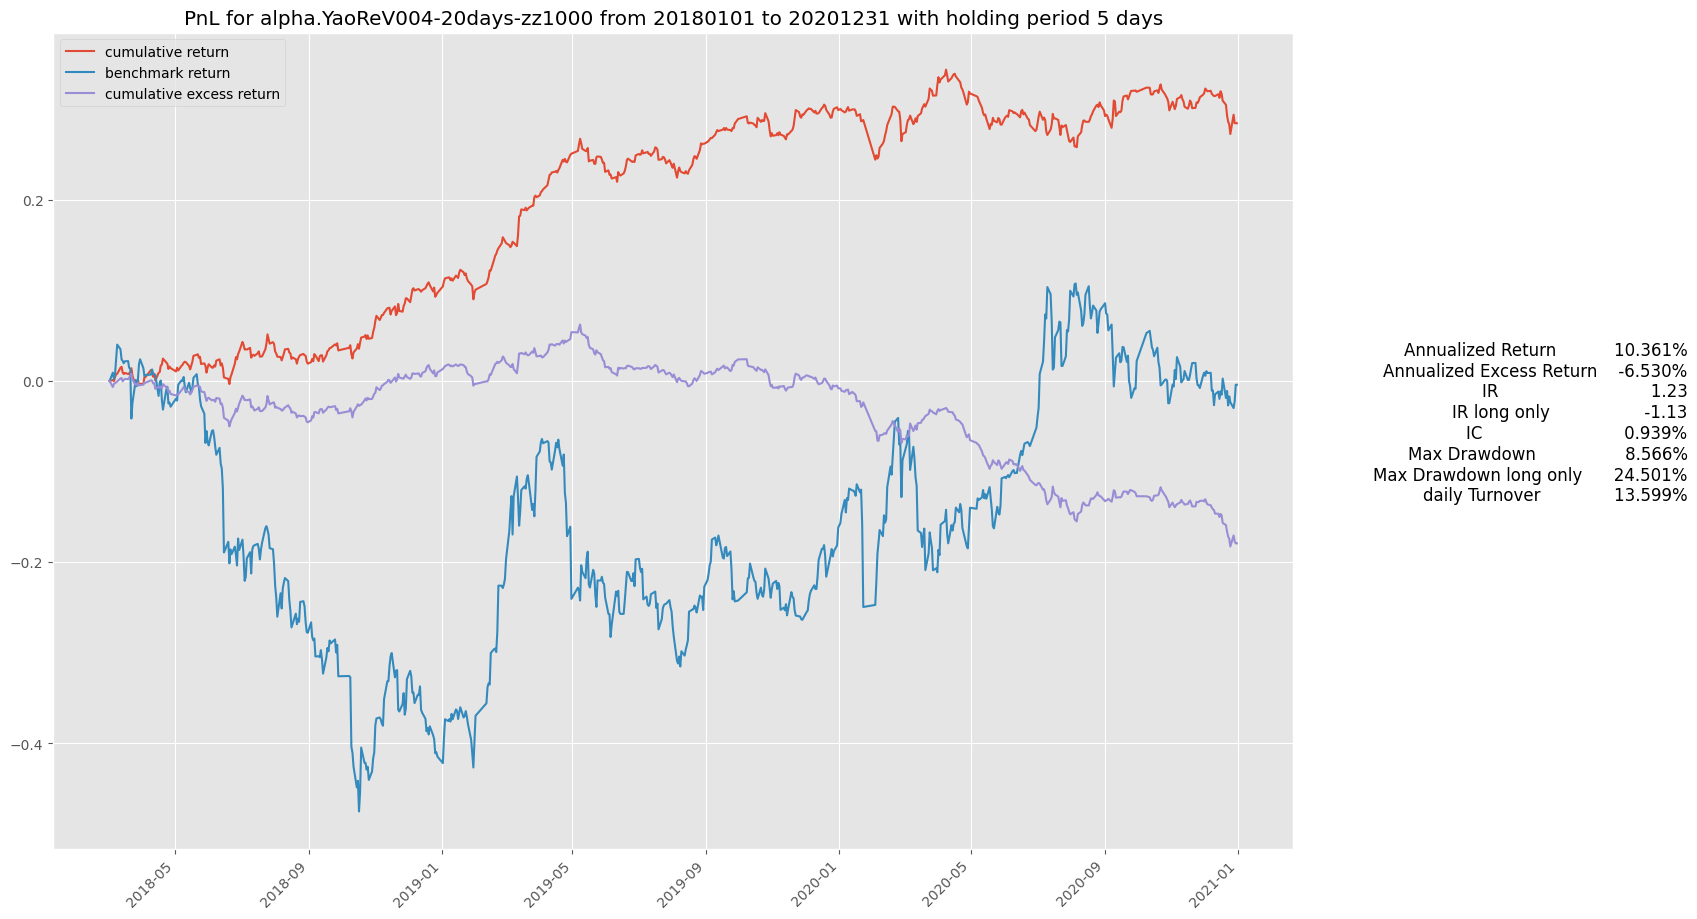 PnL for alpha.YaoReV004-20days-zz1000 from 20180101 to 20201231 with holding period 5 days
cumulative return
benchmark return
cumulative excess return
0.2
0.0
−0.2
−0.4
2018-05
2018-09
2019-01
2019-05
2019-09
2020-01
2020-05
2020-09
2021-01
Annualized Return 10.361%
Annualized Excess Return -6.530%
IR 1.23
IR long only -1.13
IC 0.939%
Max Drawdown 8.566%
Max Drawdown long only 24.501%
daily Turnover 13.599%